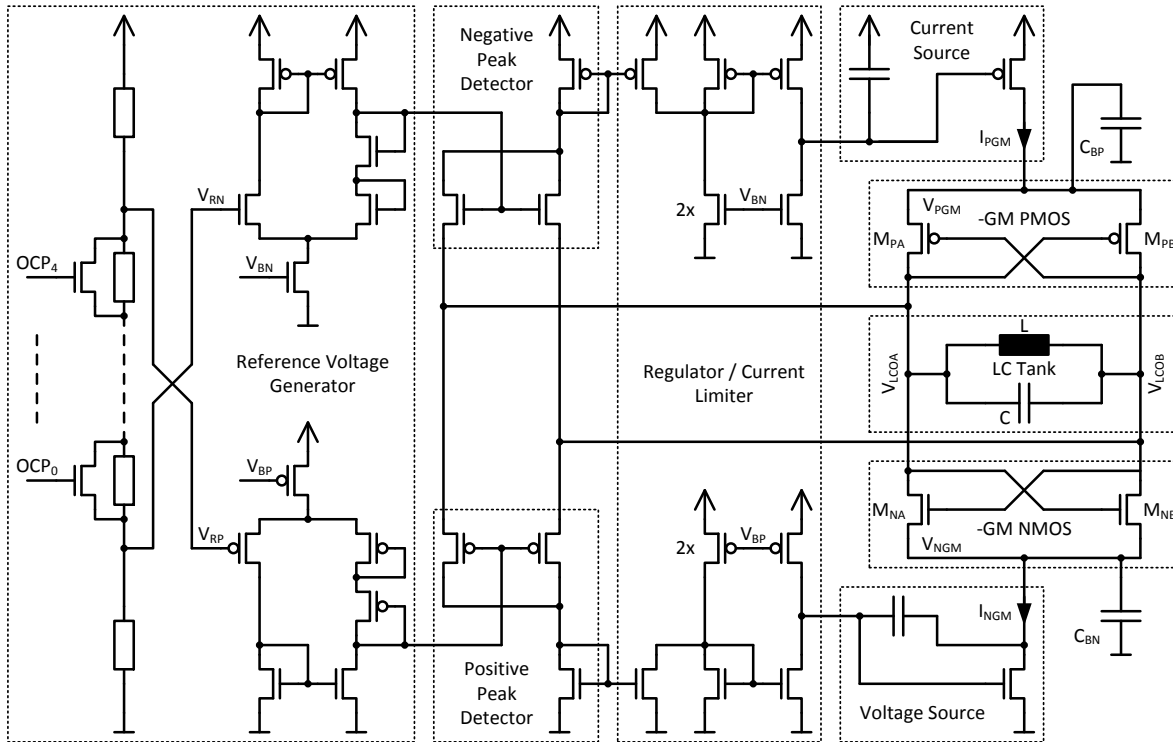 Negative
Peak
Detector
Current
Source
I_PGM
C_BP
V_RN
2x
V_BN
V_PGM
-GM PMOS
M_PA
M_PB
OCP_4
V_BN
Reference Voltage
Generator
Regulator / Current
Limiter
V_LCOA
L
LC Tank
C
V_LCOB
OCP_0
V_BP
V_RP
2x
V_BP
M_NA
-GM NMOS
M_NB
V_NGM
I_NGM
C_BN
Positive
Peak
Detector
Voltage Source